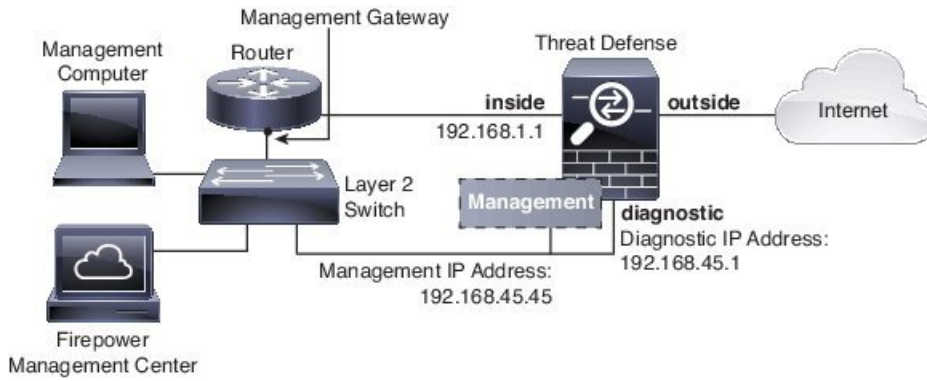 Management Gateway
Management
Computer
Router
Threat Defense
inside
192.168.1.1
outside
Internet
Layer 2
Switch
Management
diagnostic
Diagnostic IP Address:
192.168.45.1
Management IP Address:
192.168.45.45
Firepower
Management Center